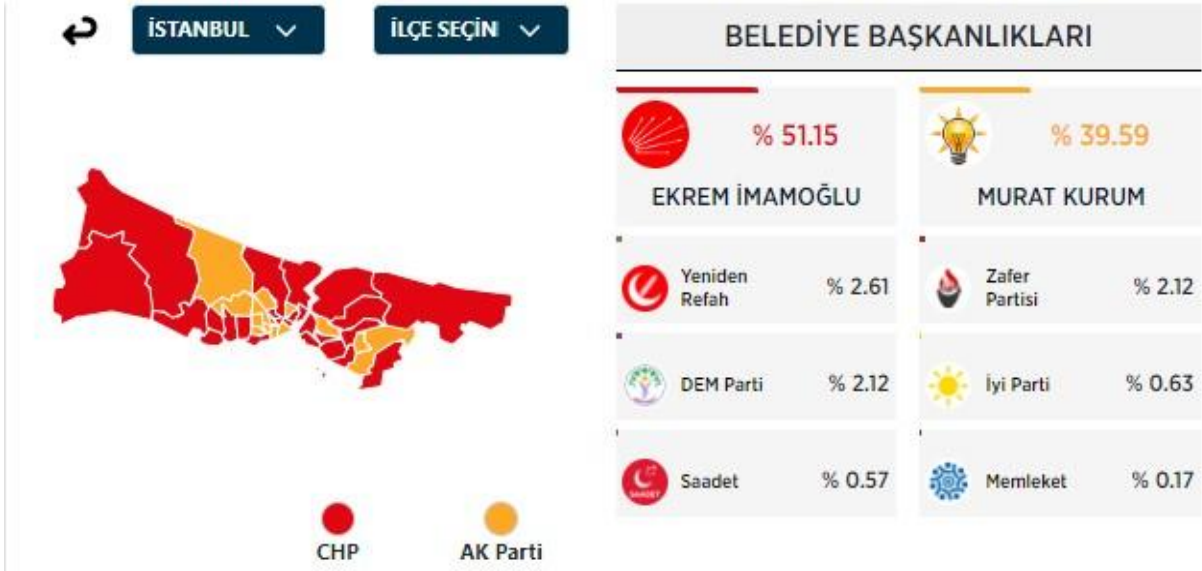 İSTANBUL
İLÇE SEÇİN
CHP
AK Parti
BELEDİYE BAŞKANLIKLARI
% 51.15
EKREM İMAMOĞLU
% 39.59
MURAT KURUM
Yeniden
Refah
% 2.61
Zafer
Partisi
% 2.12
DEM Parti
% 2.12
İyi Parti
% 0.63
SAADET
Saadet
% 0.57
Memleket
% 0.17